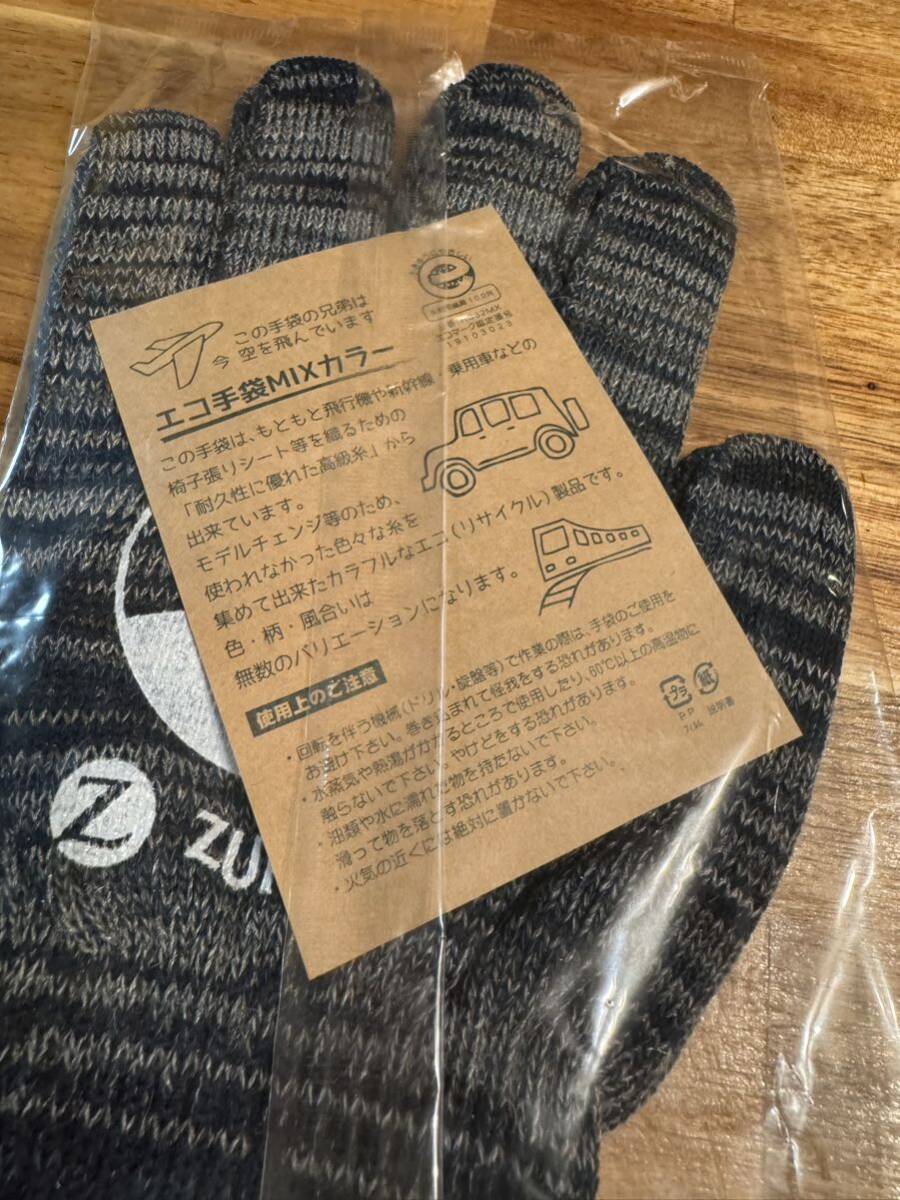 この手袋の兄弟は
今 空を飛んでいます
エコ手袋MIXカラー
エコマーク認定番号
19103023
この手袋は、もともと飛行機や新幹線 乗用車などの
椅子張りシート等を織るための
「耐久性に優れた高級糸」から
出来ています。
モデルチェンジ等のため、
使われなかった色々な糸を
集めて出来たカラフルなエコ(リサイクル)製品です。
色・柄・風合いは
無数のバリエーションになります。
使用上のご注意
・回転を伴う機械(ドリル・旋盤等)で作業の際は、手袋のご使用を
お避け下さい。巻き込まれて怪我をする恐れがあります。
・水蒸気や熱湯がかかるところで使用したり、60℃以上の高温物に
触らないで下さい。やけどをする恐れがあります。
・油類や水に濡れた物を持たないで下さい。
滑って物を落とす恐れがあります。
・火気の近くには絶対に置かないで下さい。
プラ 紙
PP 説明書
Z ZU